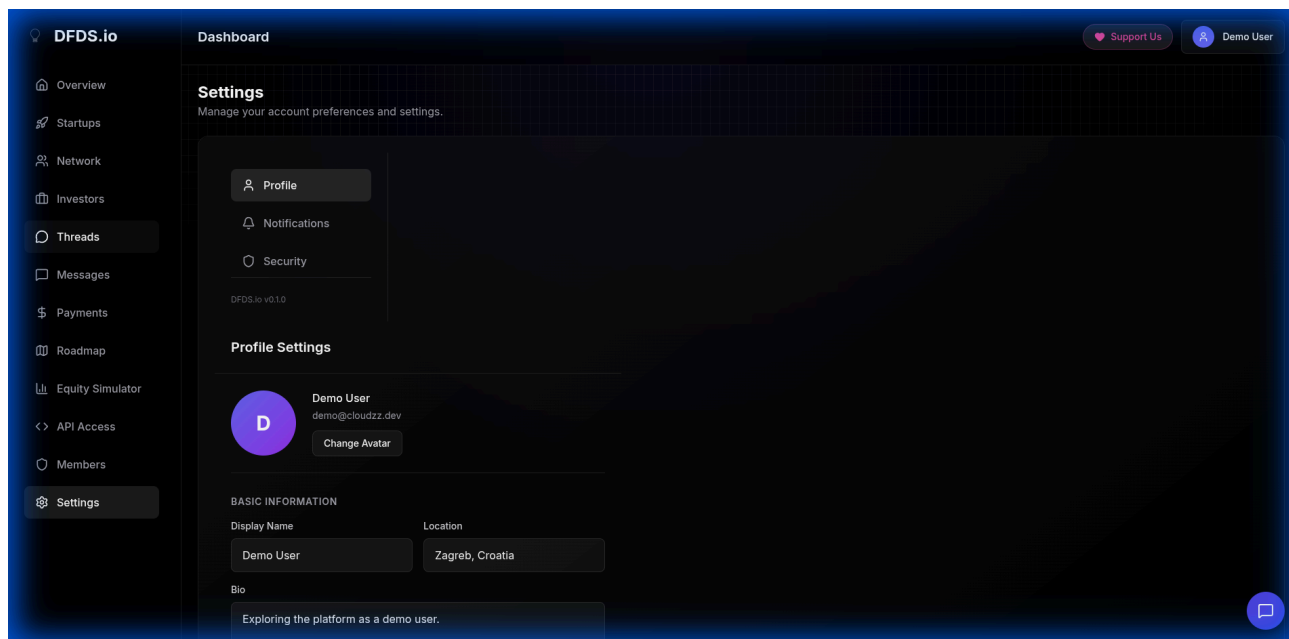 DFDS.io
Dashboard
Support Us
Demo User
Overview
Startups
Network
Investors
Threads
Messages
Payments
Roadmap
Equity Simulator
API Access
Members
Settings
Settings
Manage your account preferences and settings.
Profile
Notifications
Security
DFDS.io v0.1.0
Profile Settings
D
Demo User
demo@cloudzz.dev
Change Avatar
BASIC INFORMATION
Display Name
Location
Demo User
Zagreb, Croatia
Bio
Exploring the platform as a demo user.